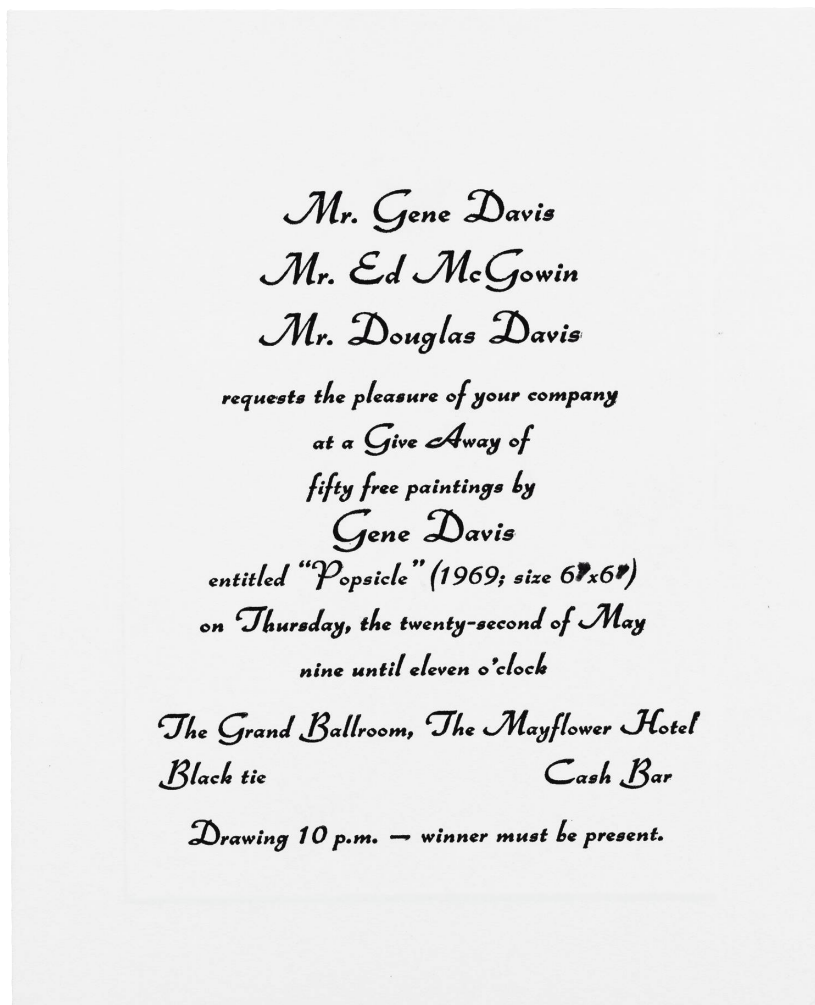 Mr. Gene Davis
Mr. Ed McGowin
Mr. Douglas Davis
requests the pleasure of your company
at a Give Away of
fifty free paintings by
Gene Davis
entitled “Popsicle” (1969; size 6'x6')
on Thursday, the twenty-second of May
nine until eleven o'clock
The Grand Ballroom, The Mayflower Hotel
Black tie Cash Bar
Drawing 10 p.m. — winner must be present.